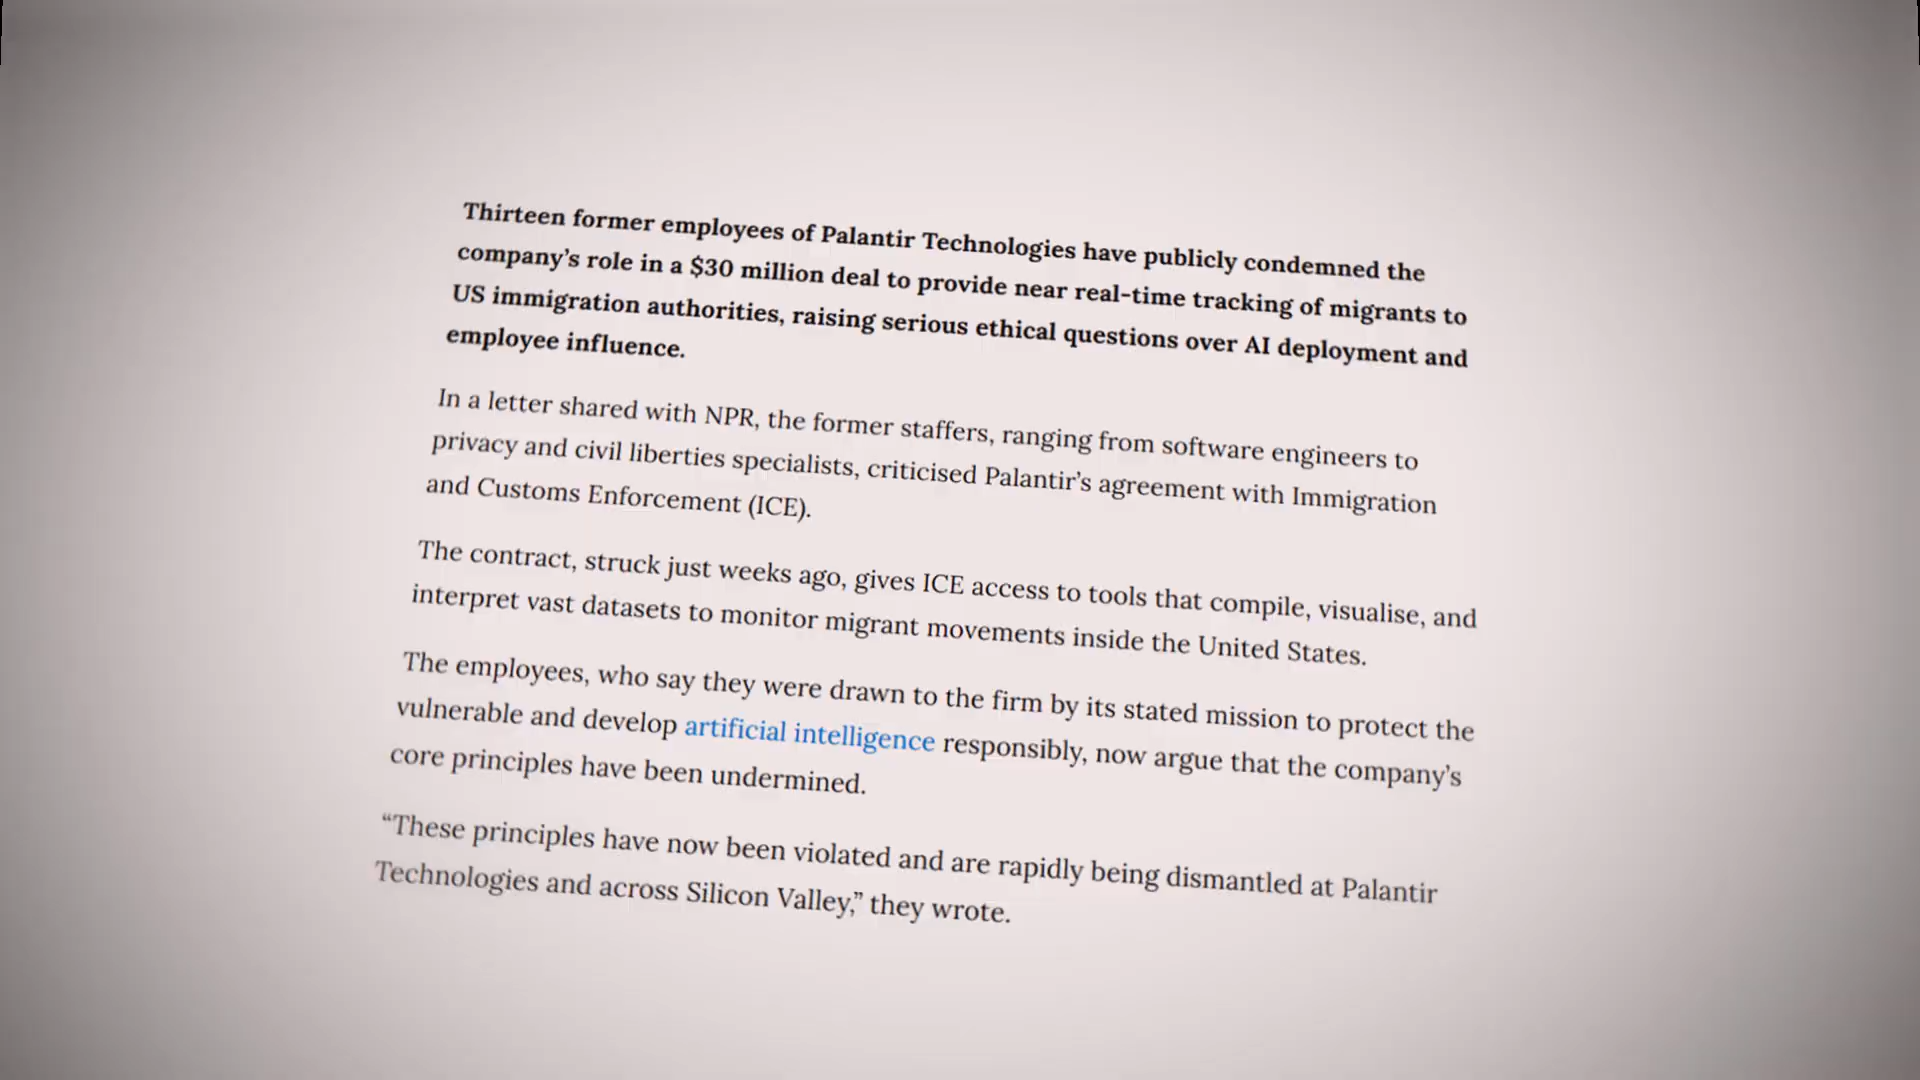 Thirteen former employees of Palantir Technologies have publicly condemned the
company’s role in a $30 million deal to provide near real-time tracking of migrants to
US immigration authorities, raising serious ethical questions over AI deployment and
employee influence.
In a letter shared with NPR, the former staffers, ranging from software engineers to
privacy and civil liberties specialists, criticised Palantir’s agreement with Immigration
and Customs Enforcement (ICE).
The contract, struck just weeks ago, gives ICE access to tools that compile, visualise, and
interpret vast datasets to monitor migrant movements inside the United States.
The employees, who say they were drawn to the firm by its stated mission to protect the
vulnerable and develop artificial intelligence responsibly, now argue that the company’s
core principles have been undermined.
“These principles have now been violated and are rapidly being dismantled at Palantir
Technologies and across Silicon Valley,” they wrote.